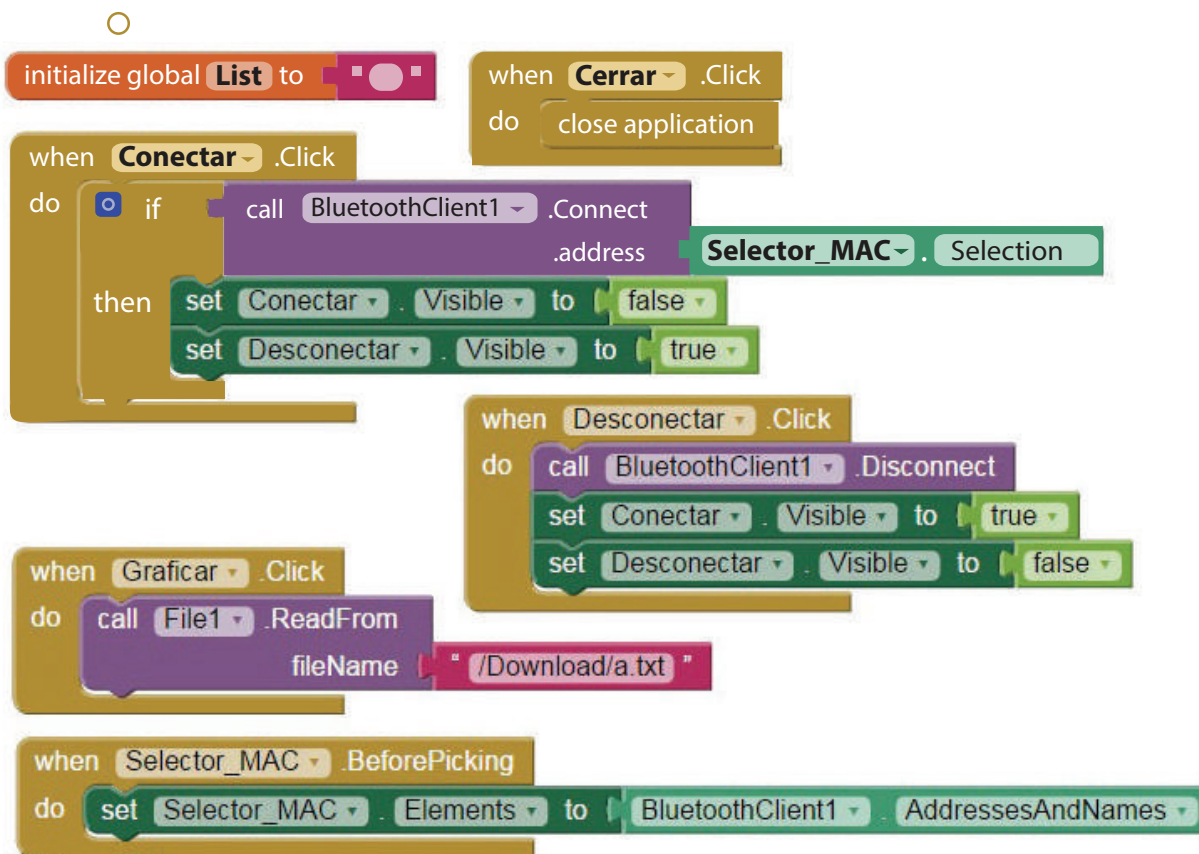 initialize global List to " "
when Cerrar .Click
do close application
when Conectar .Click
do if call BluetoothClient1 .Connect
.address Selector_MAC . Selection
then set Conectar . Visible to false
set Desconectar . Visible to true
when Desconectar .Click
do call BluetoothClient1 .Disconnect
set Conectar . Visible to true
set Desconectar . Visible to false
when Graficar .Click
do call File1 .ReadFrom
fileName " /Download/a.txt "
when Selector_MAC .BeforePicking
do set Selector_MAC . Elements to BluetoothClient1 . AddressesAndNames